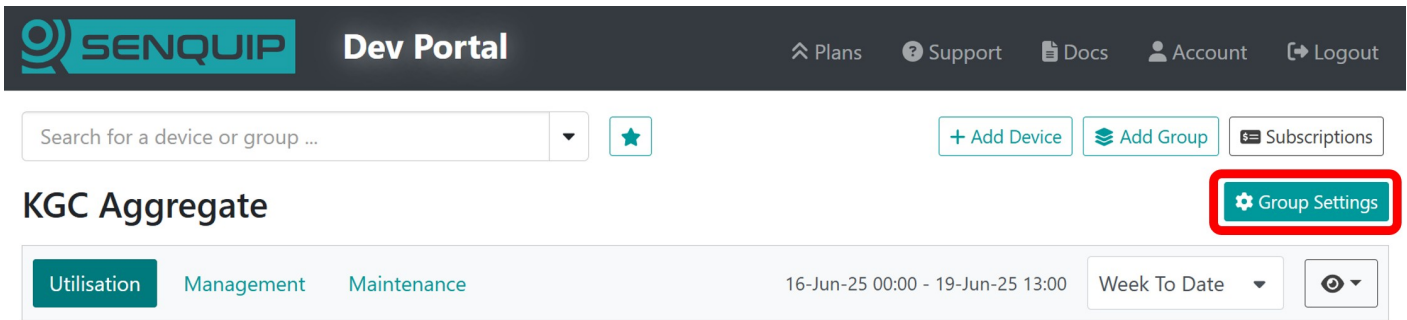 SENQUIP Dev Portal Plans Support Docs Account Logout
Search for a device or group ... Add Device Add Group Subscriptions
KGC Aggregate Group Settings
Utilisation Management Maintenance 16-Jun-25 00:00 - 19-Jun-25 13:00 Week To Date